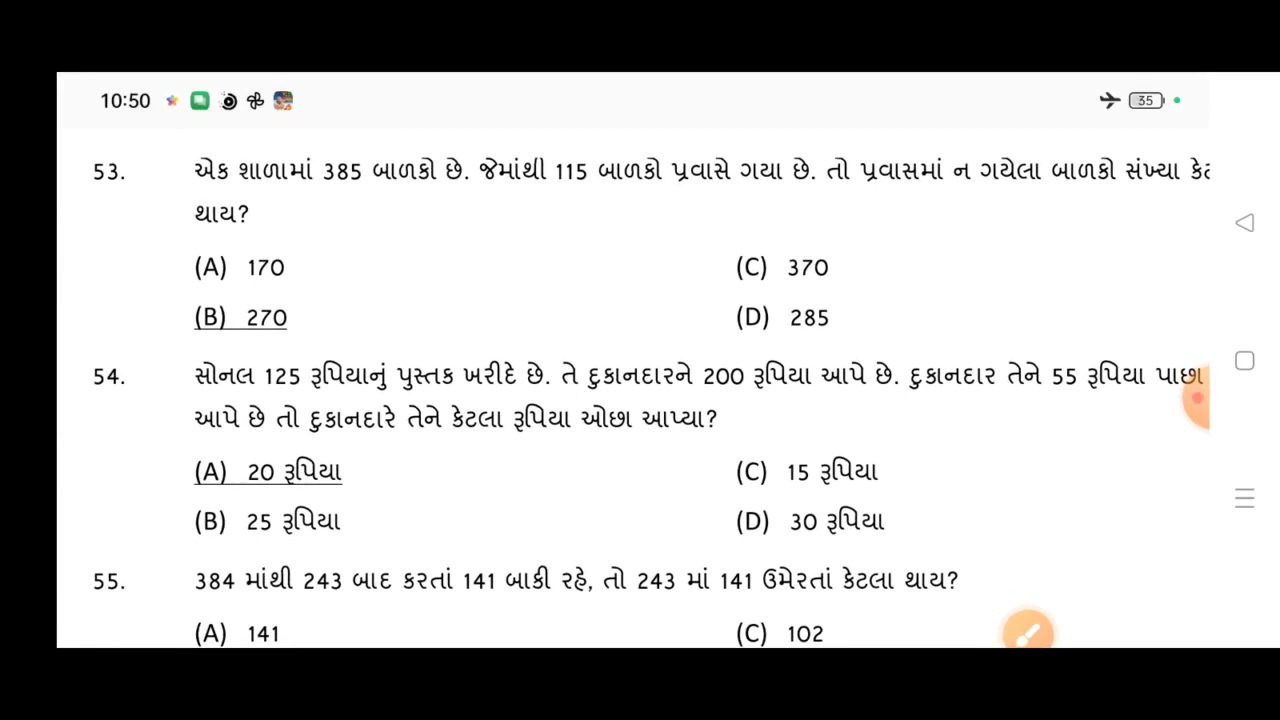 10:50 35
53. એક શાળામાં 385 બાળકો છે. જેમાંથી 115 બાળકો પ્રવાસે ગયા છે. તો પ્રવાસમાં ન ગયેલા બાળકો સંખ્યા
થાય?
(A) 170 (C) 370
(B) 270 (D) 285
54. સોનલ 125 રૂપિયાનું પુસ્તક ખરીદે છે. તે દુકાનદારને 200 રૂપિયા આપે છે. દુકાનદાર તેને 55 રૂપિયા પાછા
આપે છે તો દુકાનદારે તેને કેટલા રૂપિયા ઓછા આપ્યા?
(A) 20 રૂપિયા (C) 15 રૂપિયા
(B) 25 રૂપિયા (D) 30 રૂપિયા
55. 384 માંથી 243 બાદ કરતાં 141 બાકી રહે, તો 243 માં 141 ઉમેરતાં કેટલા થાય?
(A) 141 (C) 102